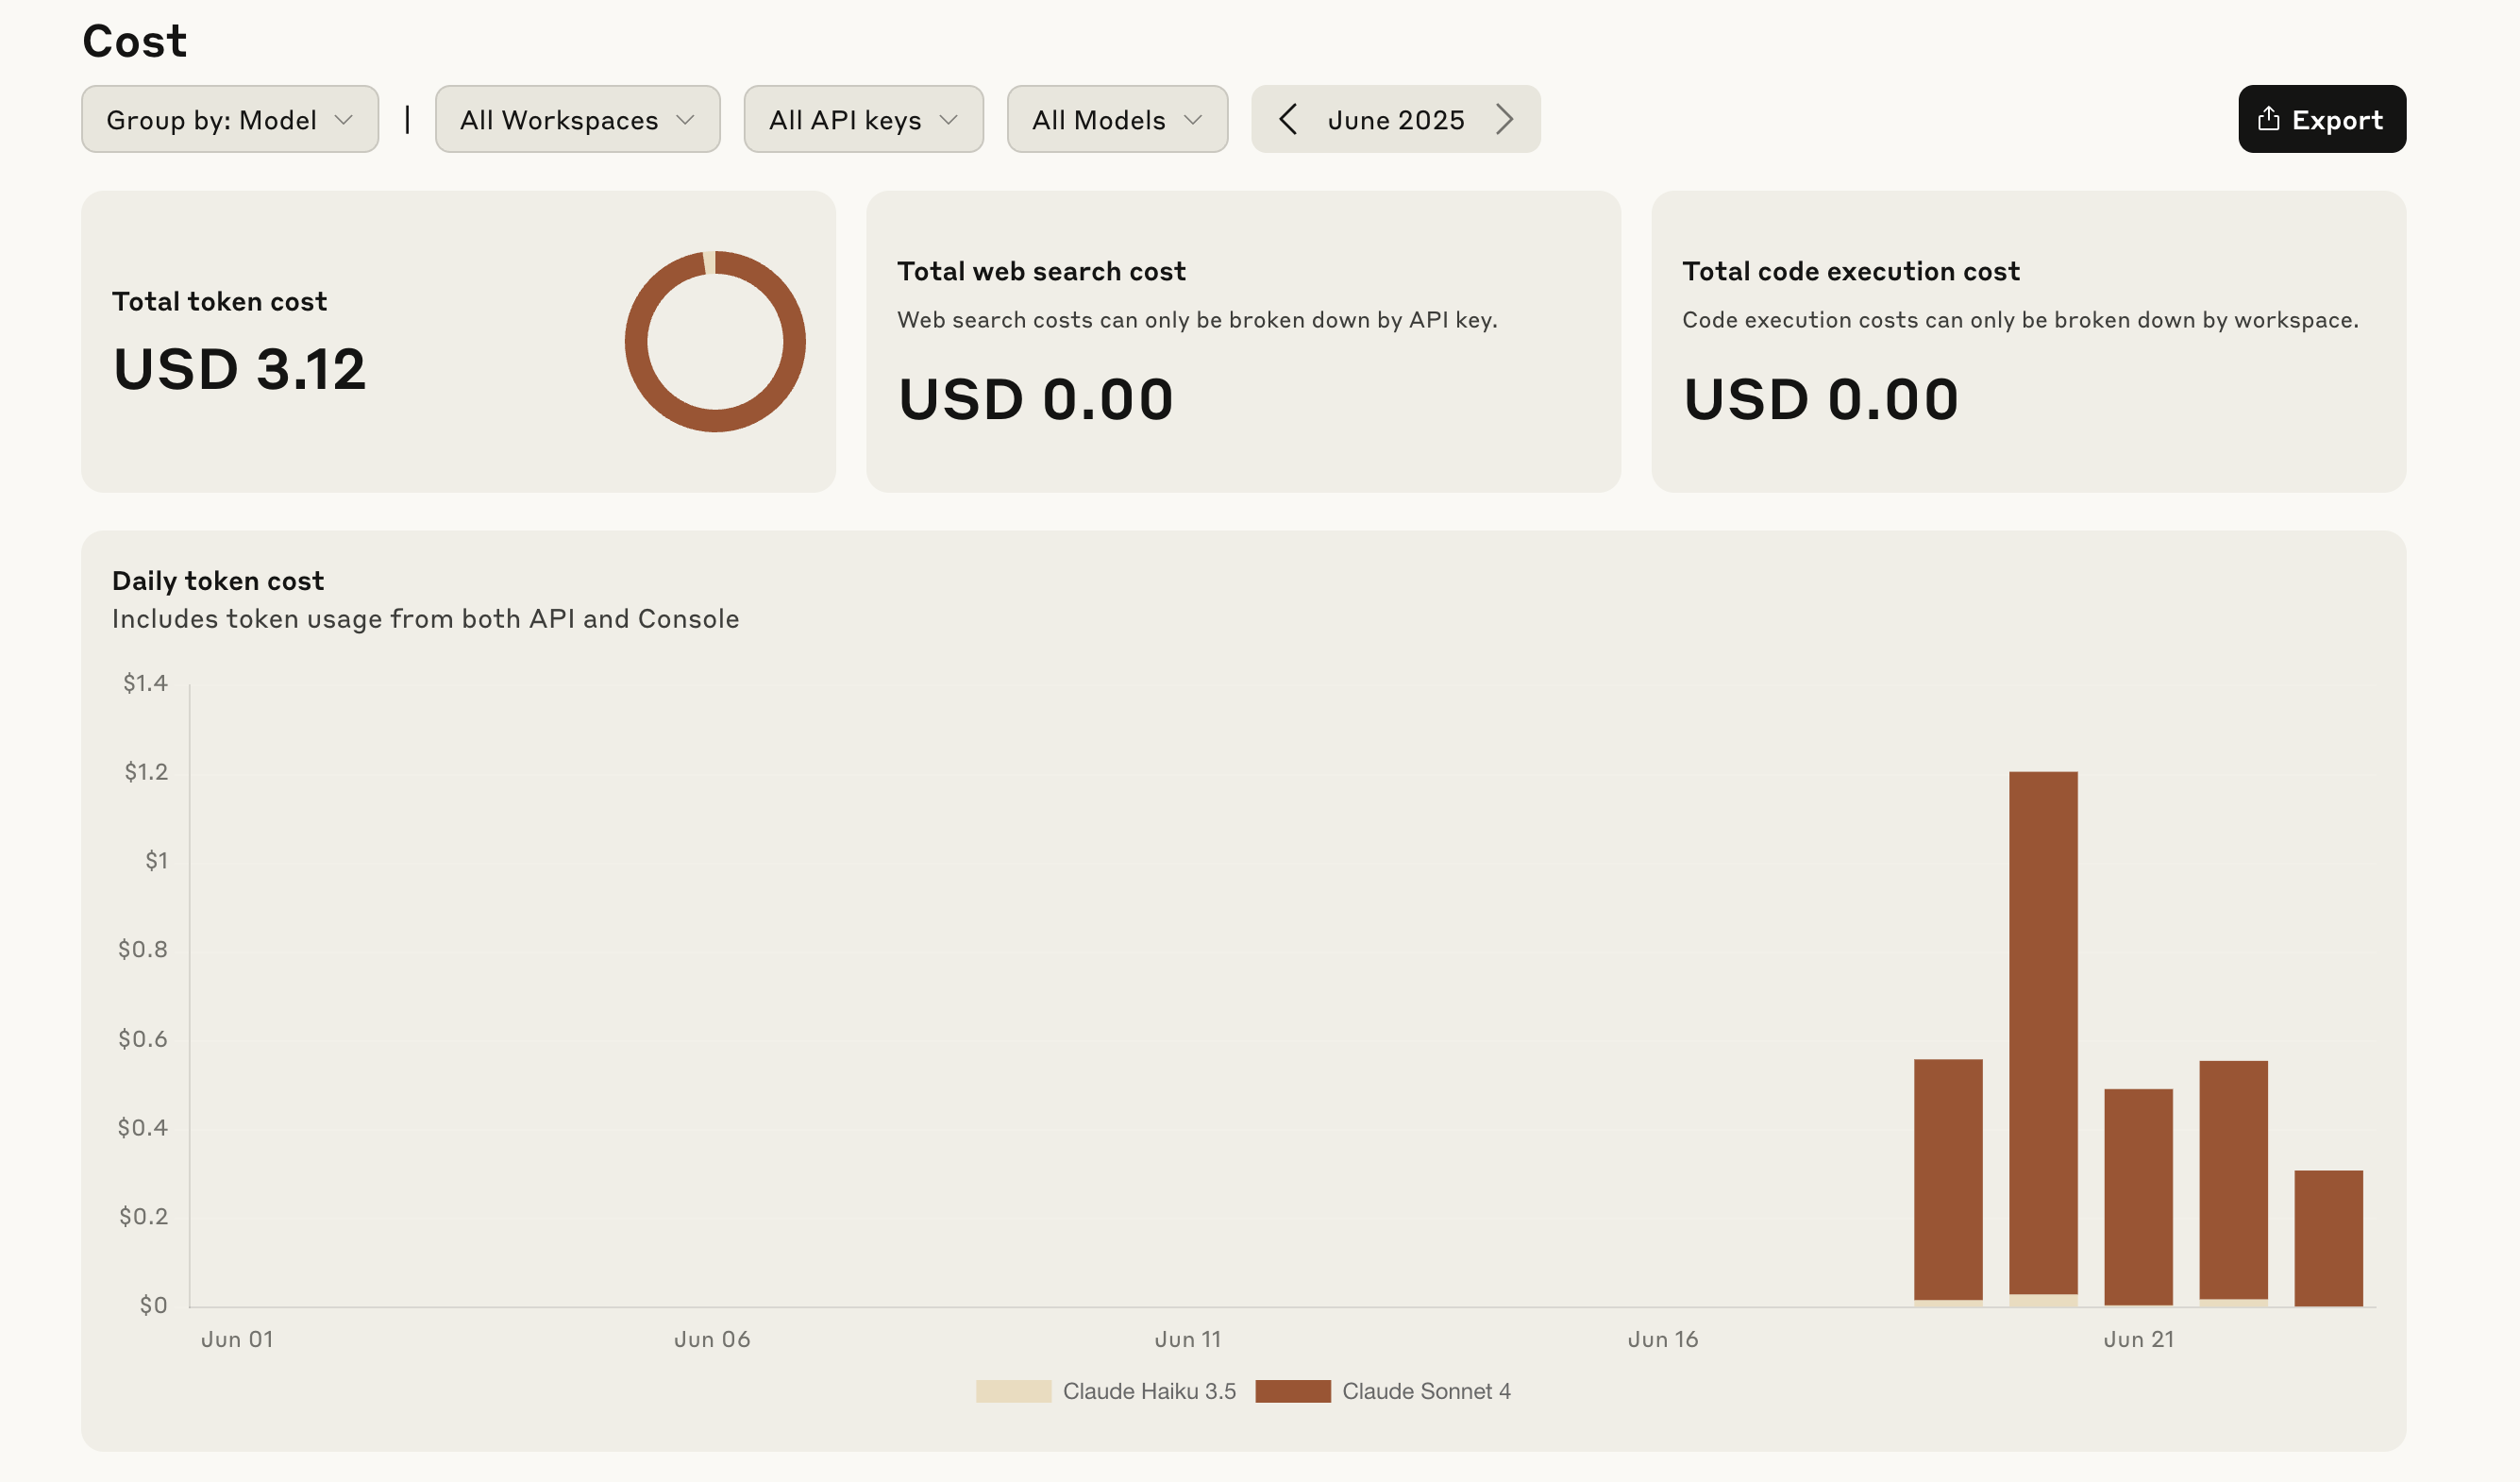 Cost
Group by: Model | All Workspaces All API keys All Models June 2025 Export
Total token cost
USD 3.12
Total web search cost
Web search costs can only be broken down by API key.
USD 0.00
Total code execution cost
Code execution costs can only be broken down by workspace.
USD 0.00
Daily token cost
Includes token usage from both API and Console
$1.4
$1.2
$1
$0.8
$0.6
$0.4
$0.2
$0
Jun 01 Jun 06 Jun 11 Jun 16 Jun 21
Claude Haiku 3.5 Claude Sonnet 4